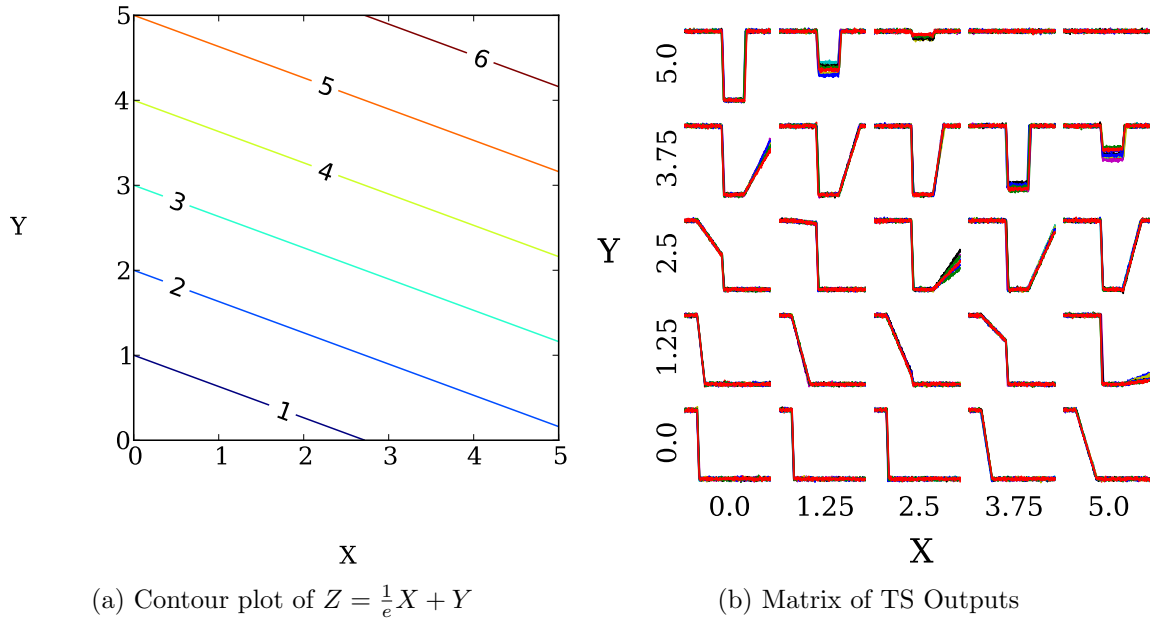 5
4
3
2
1
0
Y
6
5
4
3
2
1
0 1 2 3 4 5
X
(a) Contour plot of $Z = \frac{1}{e}X + Y$
Y
5.0
3.75
2.5
1.25
0.0
0.0 1.25 2.5 3.75 5.0
X
(b) Matrix of TS Outputs